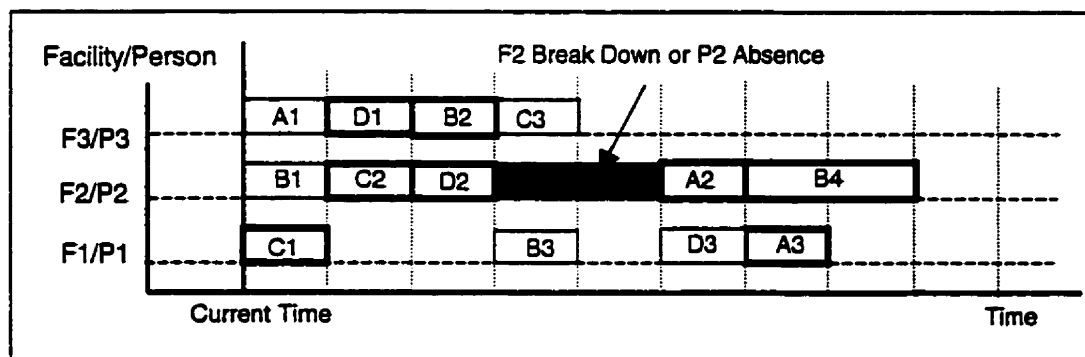 Facility/Person
F2 Break Down or P2 Absence
F3/P3 A1 D1 B2 C3
F2/P2 B1 C2 D2 A2 B4
F1/P1 C1 B3 D3 A3
Current Time Time